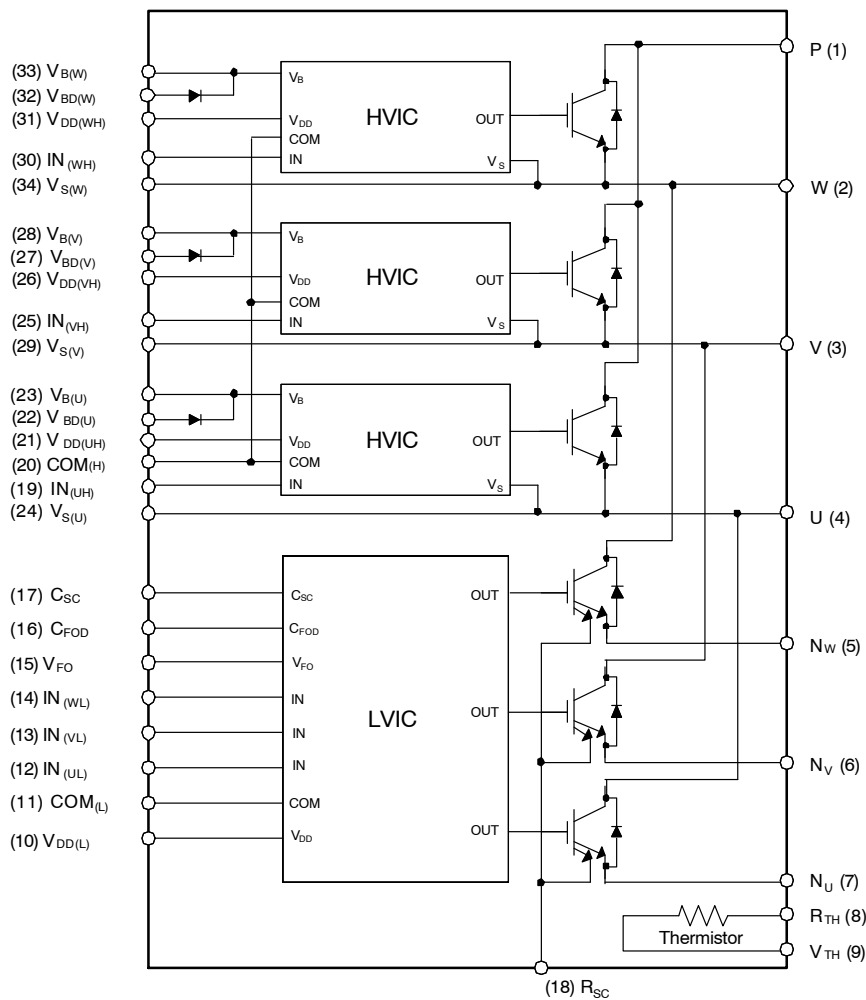 (33) VB(W)
(32) VBD(W)
(31) VDD(WH)
(30) IN (WH)
(34) VS(W)
VB
VDD
COM
IN
HVIC
OUT
VS
P (1)
W (2)
(28) VB(V)
(27) VBD(V)
(26) VDD(VH)
(25) IN(VH)
(29) VS(V)
VB
VDD
COM
IN
HVIC
OUT
VS
V (3)
(23) VB(U)
(22) VBD(U)
(21) V DD(UH)
(20) COM(H)
(19) IN(UH)
(24) VS(U)
VB
VDD
COM
IN
HVIC
OUT
VS
U (4)
(17) CSC
(16) CFOD
(15) VFO
(14) IN (WL)
(13) IN (VL)
(12) IN (UL)
(11) COM(L)
(10) VDD(L)
CSC
CFOD
VFO
IN
IN
IN
COM
VDD
LVIC
OUT
OUT
OUT
NW (5)
NV (6)
NU (7)
RTH (8)
Thermistor
VTH (9)
(18) RSC